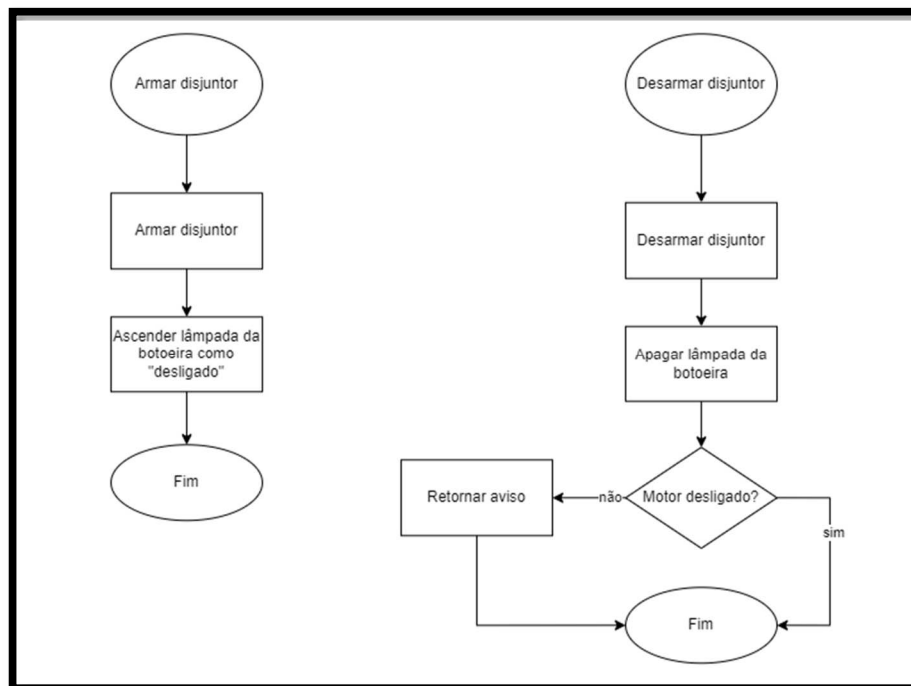 Armar disjuntor
Armar disjuntor
Ascender lâmpada da
botoeira como
"desligado"
Fim
Desarmar disjuntor
Desarmar disjuntor
Apagar lâmpada da
botoeira
Motor desligado?
não
Retornar aviso
sim
Fim